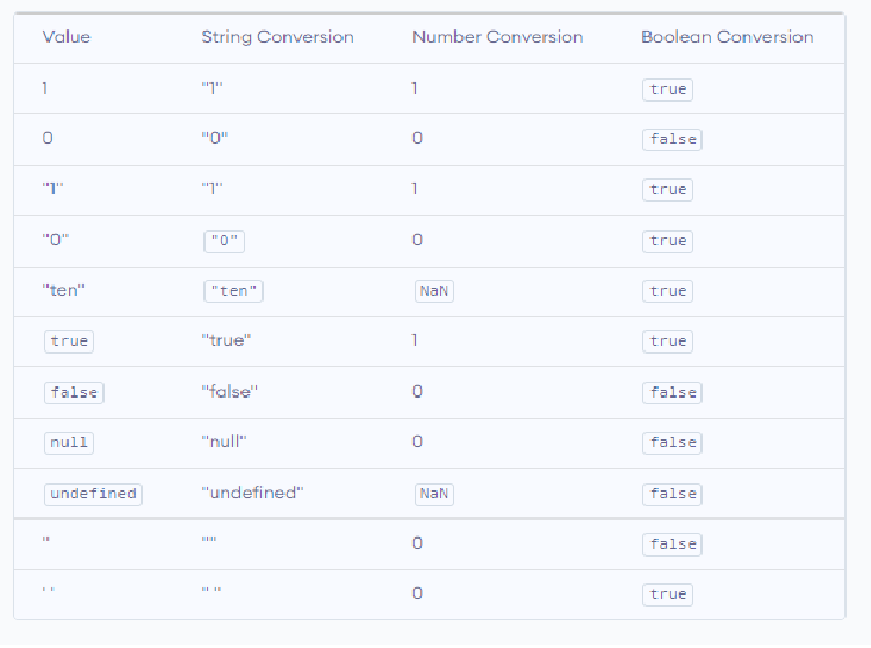 Value String Conversion Number Conversion Boolean Conversion
1 "1" 1 true
0 "0" 0 false
"1" "1" 1 true
"0" "0" 0 true
"ten" "ten" NaN true
true "true" 1 true
false "false" 0 false
null "null" 0 false
undefined "undefined" NaN false
" """ 0 false
' ' " " 0 true